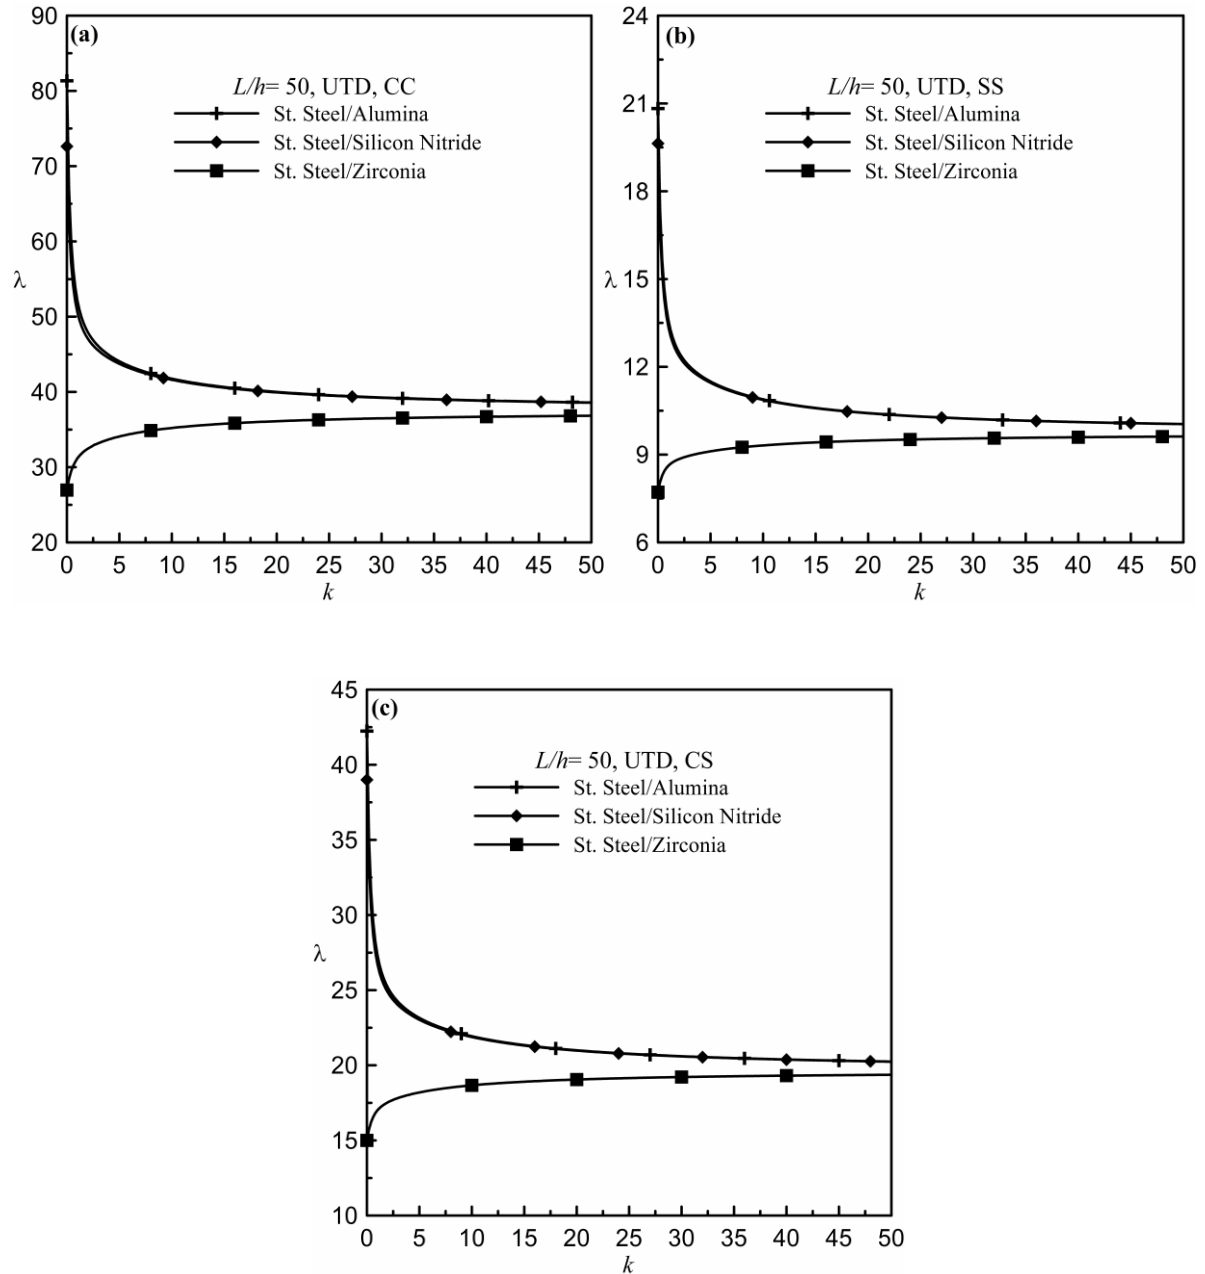 (a)
L/h= 50, UTD, CC
St. Steel/Alumina
St. Steel/Silicon Nitride
St. Steel/Zirconia
90
80
70
60
50
40
30
20
λ
0 5 10 15 20 25 30 35 40 45 50
k
(b)
L/h= 50, UTD, SS
St. Steel/Alumina
St. Steel/Silicon Nitride
St. Steel/Zirconia
24
21
18
15
12
9
6
λ
0 5 10 15 20 25 30 35 40 45 50
k
(c)
L/h= 50, UTD, CS
St. Steel/Alumina
St. Steel/Silicon Nitride
St. Steel/Zirconia
45
40
35
30
25
20
15
10
λ
0 5 10 15 20 25 30 35 40 45 50
k